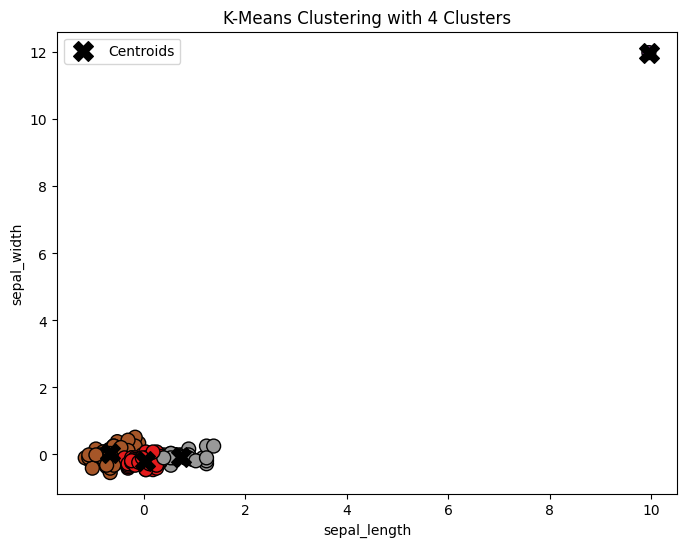 K-Means Clustering with 4 Clusters
Centroids
12
10
8
6
4
2
0
sepal_width
0 2 4 6 8 10
sepal_length